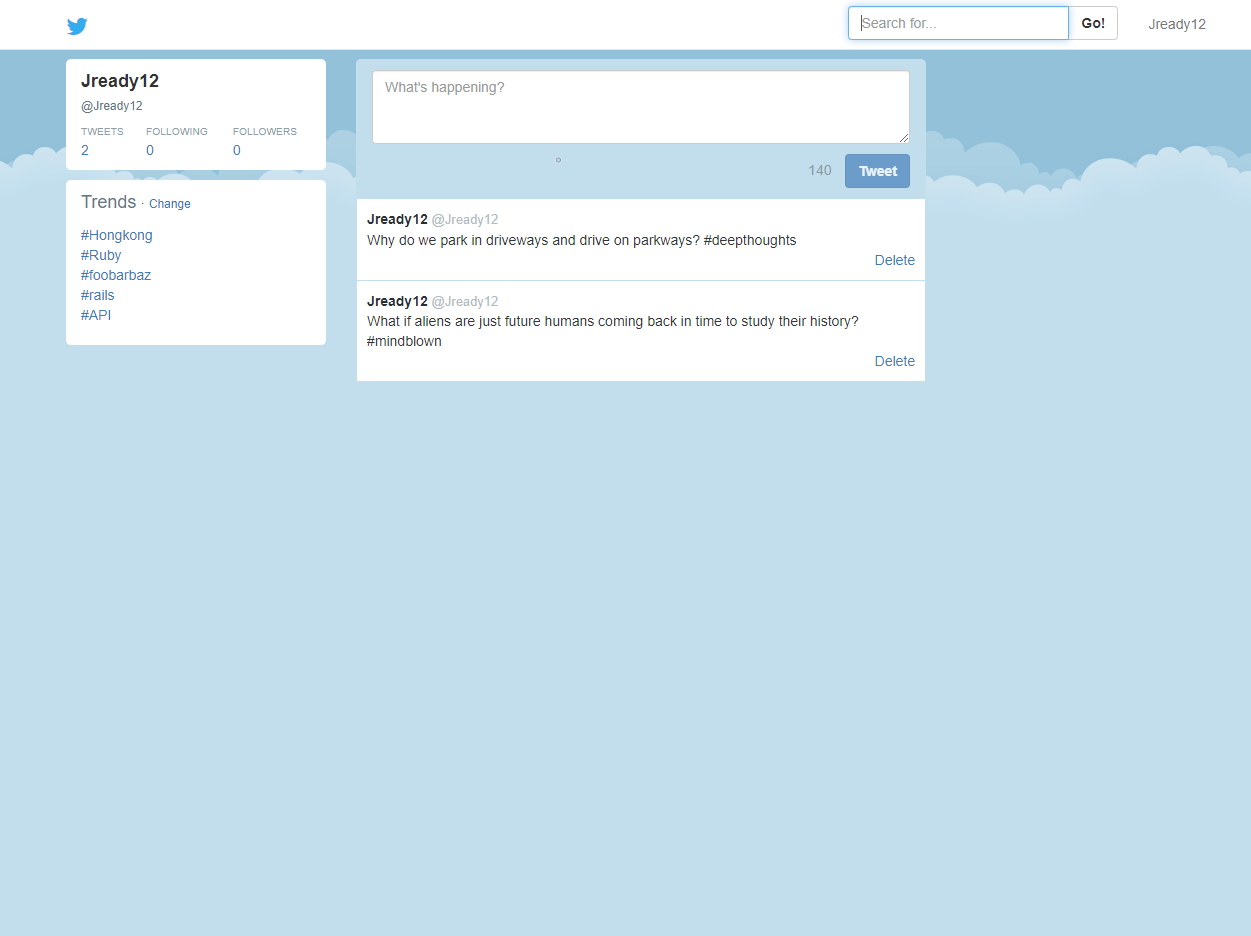 Search for...
Go!
Jready12
Jready12
@Jready12
TWEETS FOLLOWING FOLLOWERS
2 0 0
Trends · Change
#Hongkong
#Ruby
#foobarbaz
#rails
#API
What's happening?
140 Tweet
Jready12 @Jready12
Why do we park in driveways and drive on parkways? #deepthoughts
Delete
Jready12 @Jready12
What if aliens are just future humans coming back in time to study their history?
#mindblown
Delete